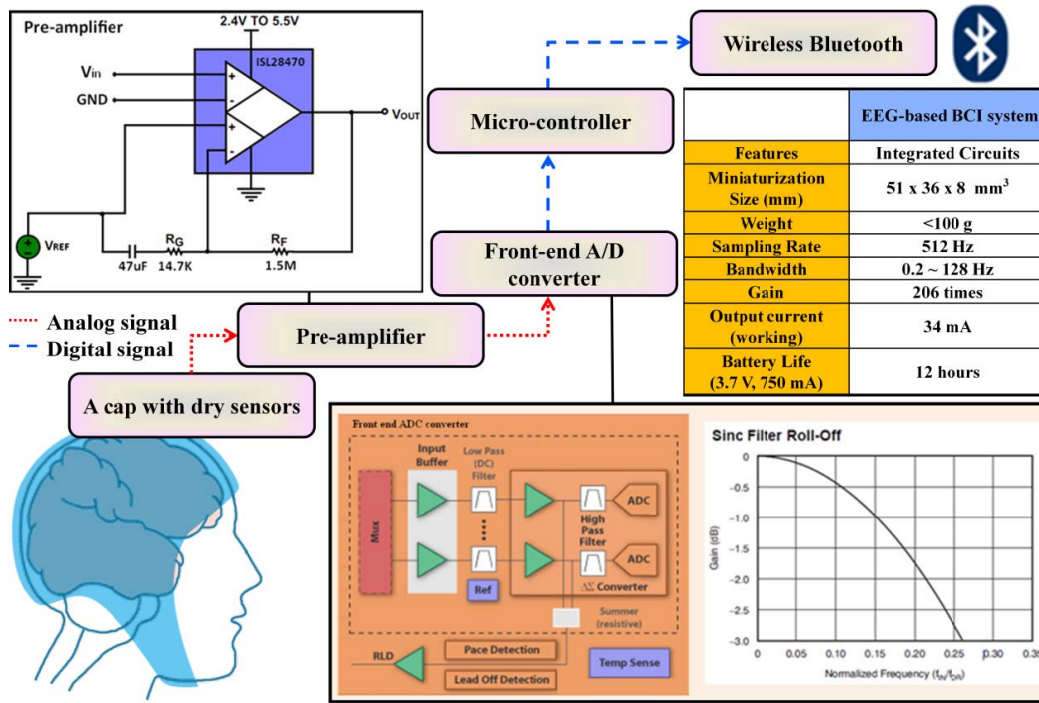 Pre-amplifier
2.4V TO 5.5V
ISL28470
Vin
+
GND
-
+
-
VOUT
VREF
RG
RF
47uF
14.7K
1.5M
Wireless Bluetooth
Micro-controller
Front-end A/D
converter
Pre-amplifier
Analog signal
Digital signal
A cap with dry sensors
EEG-based BCI system
Features
Integrated Circuits
Miniaturization
Size (mm)
51 x 36 x 8 mm³
Weight
<100 g
Sampling Rate
512 Hz
Bandwidth
0.2 ~ 128 Hz
Gain
206 times
Output current
(working)
34 mA
Battery Life
(3.7 V, 750 mA)
12 hours
Front end ADC converter
Input
Buffer
Low Pass
(DC)
Filter
Mux
ADC
High
Pass
Filter
ADC
Ref
ΔΣ Converter
Summer
(resistive)
RLD
Pace Detection
Temp Sense
Lead Off Detection
Sinc Filter Roll-Off
Gain (dB)
0
-0.5
-1.0
-1.5
-2.0
-2.5
-3.0
0 0.05 0.10 0.15 0.20 0.25 0.30 0.35
Normalized Frequency (fIN/fDR)